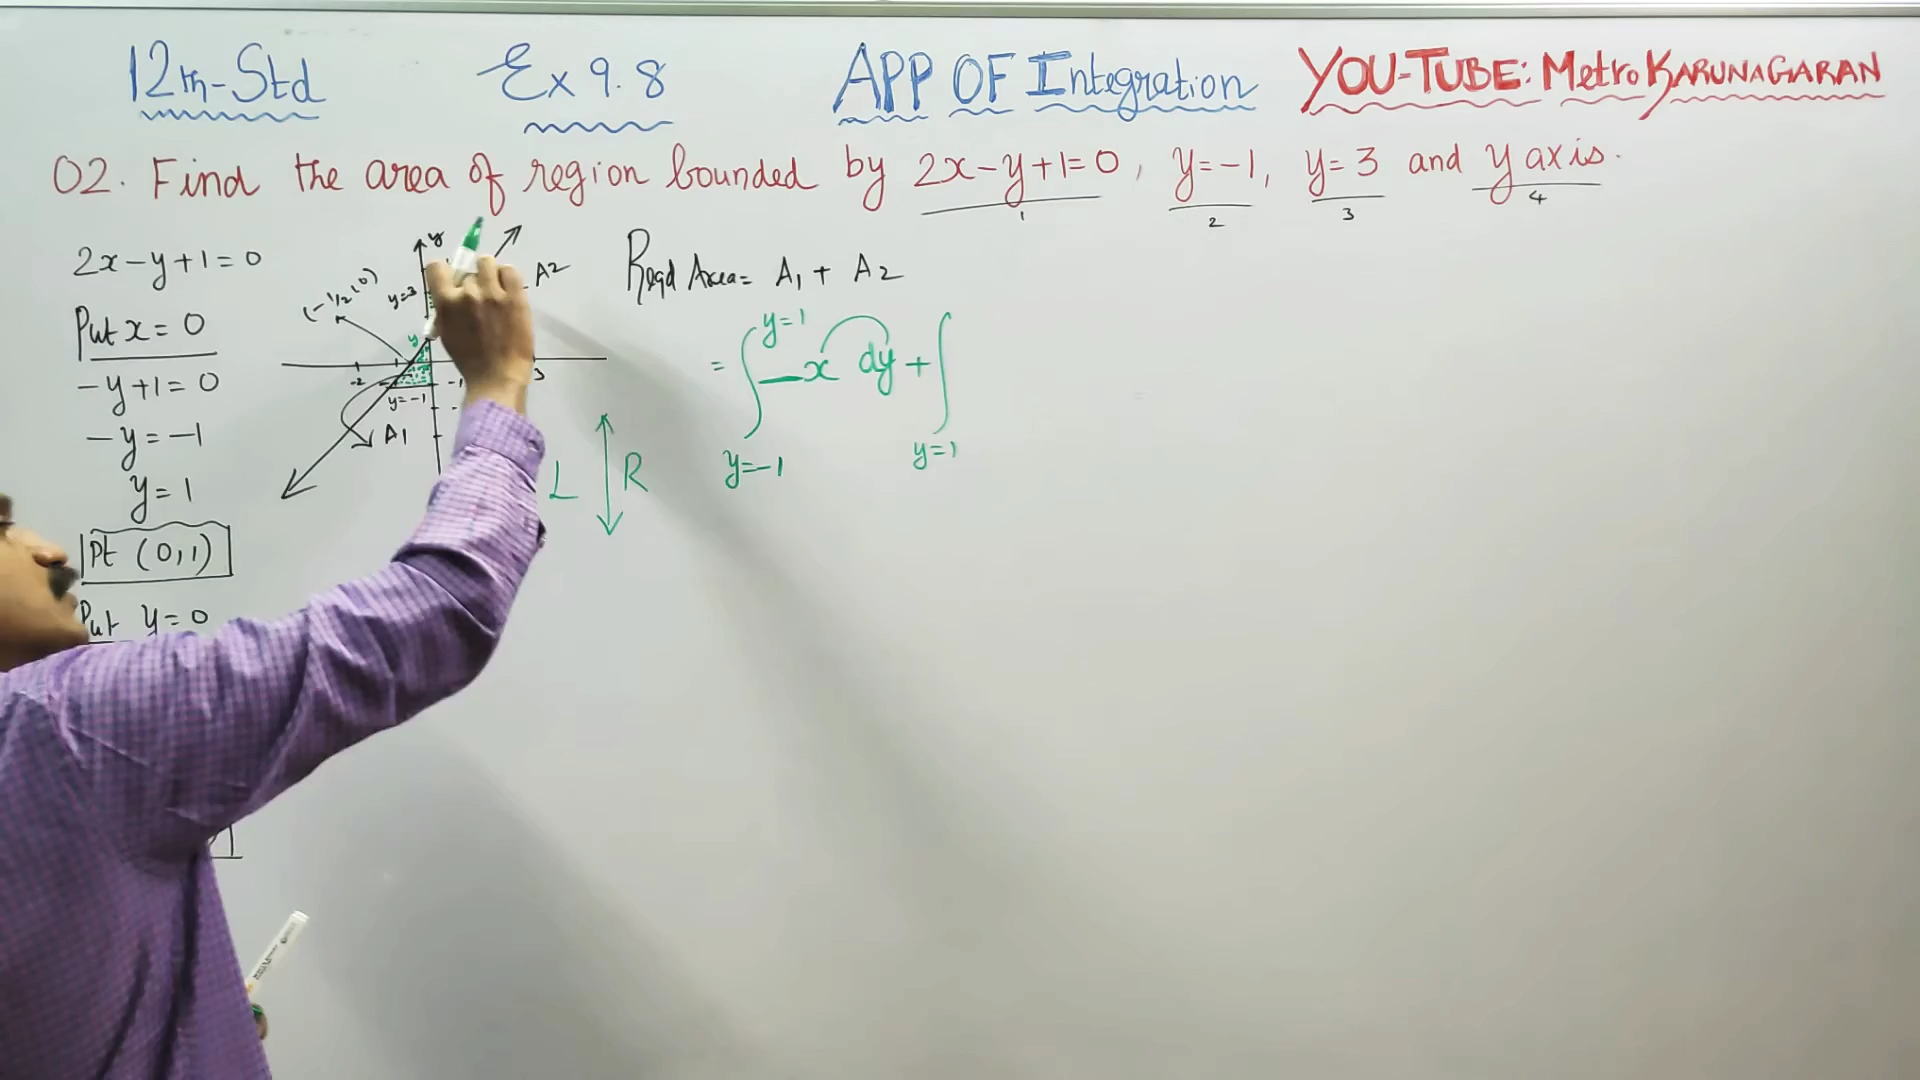 12th-Std Ex 9.8 APP OF Integration YOU-TUBE: Metro KARUNAGARAN
02. Find the area of region bounded by 2x-y+1=0, y=-1, y=3 and y axis.
1 2 3 4
2x-y+1=0
Put x=0
-y+1=0
-y=-1
y=1
Pt (0,1)
Put y=0
y
(-1/2, 0)
y=3
A2
y
-2
-1
3
y=-1
A1
L R
Reqd Area= A1 + A2
= ∫ y=1 y=-1 -x dy + ∫ y=1